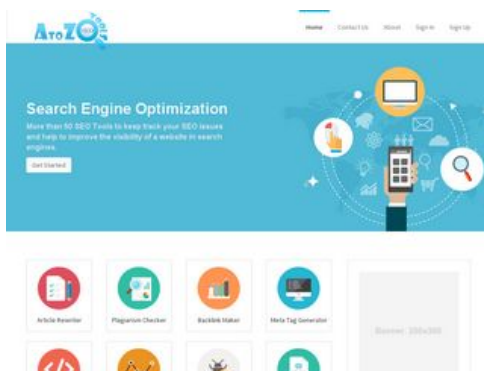 AtoZ SEO Tools
Home Contact Us About Sign In Sign Up
Search Engine Optimization
More than 50 SEO Tools to keep track your SEO issues
and help to improve the visibility of a website in search
engines.
Get Started
Article Rewriter Plagiarism Checker Backlink Maker Meta Tag Generator